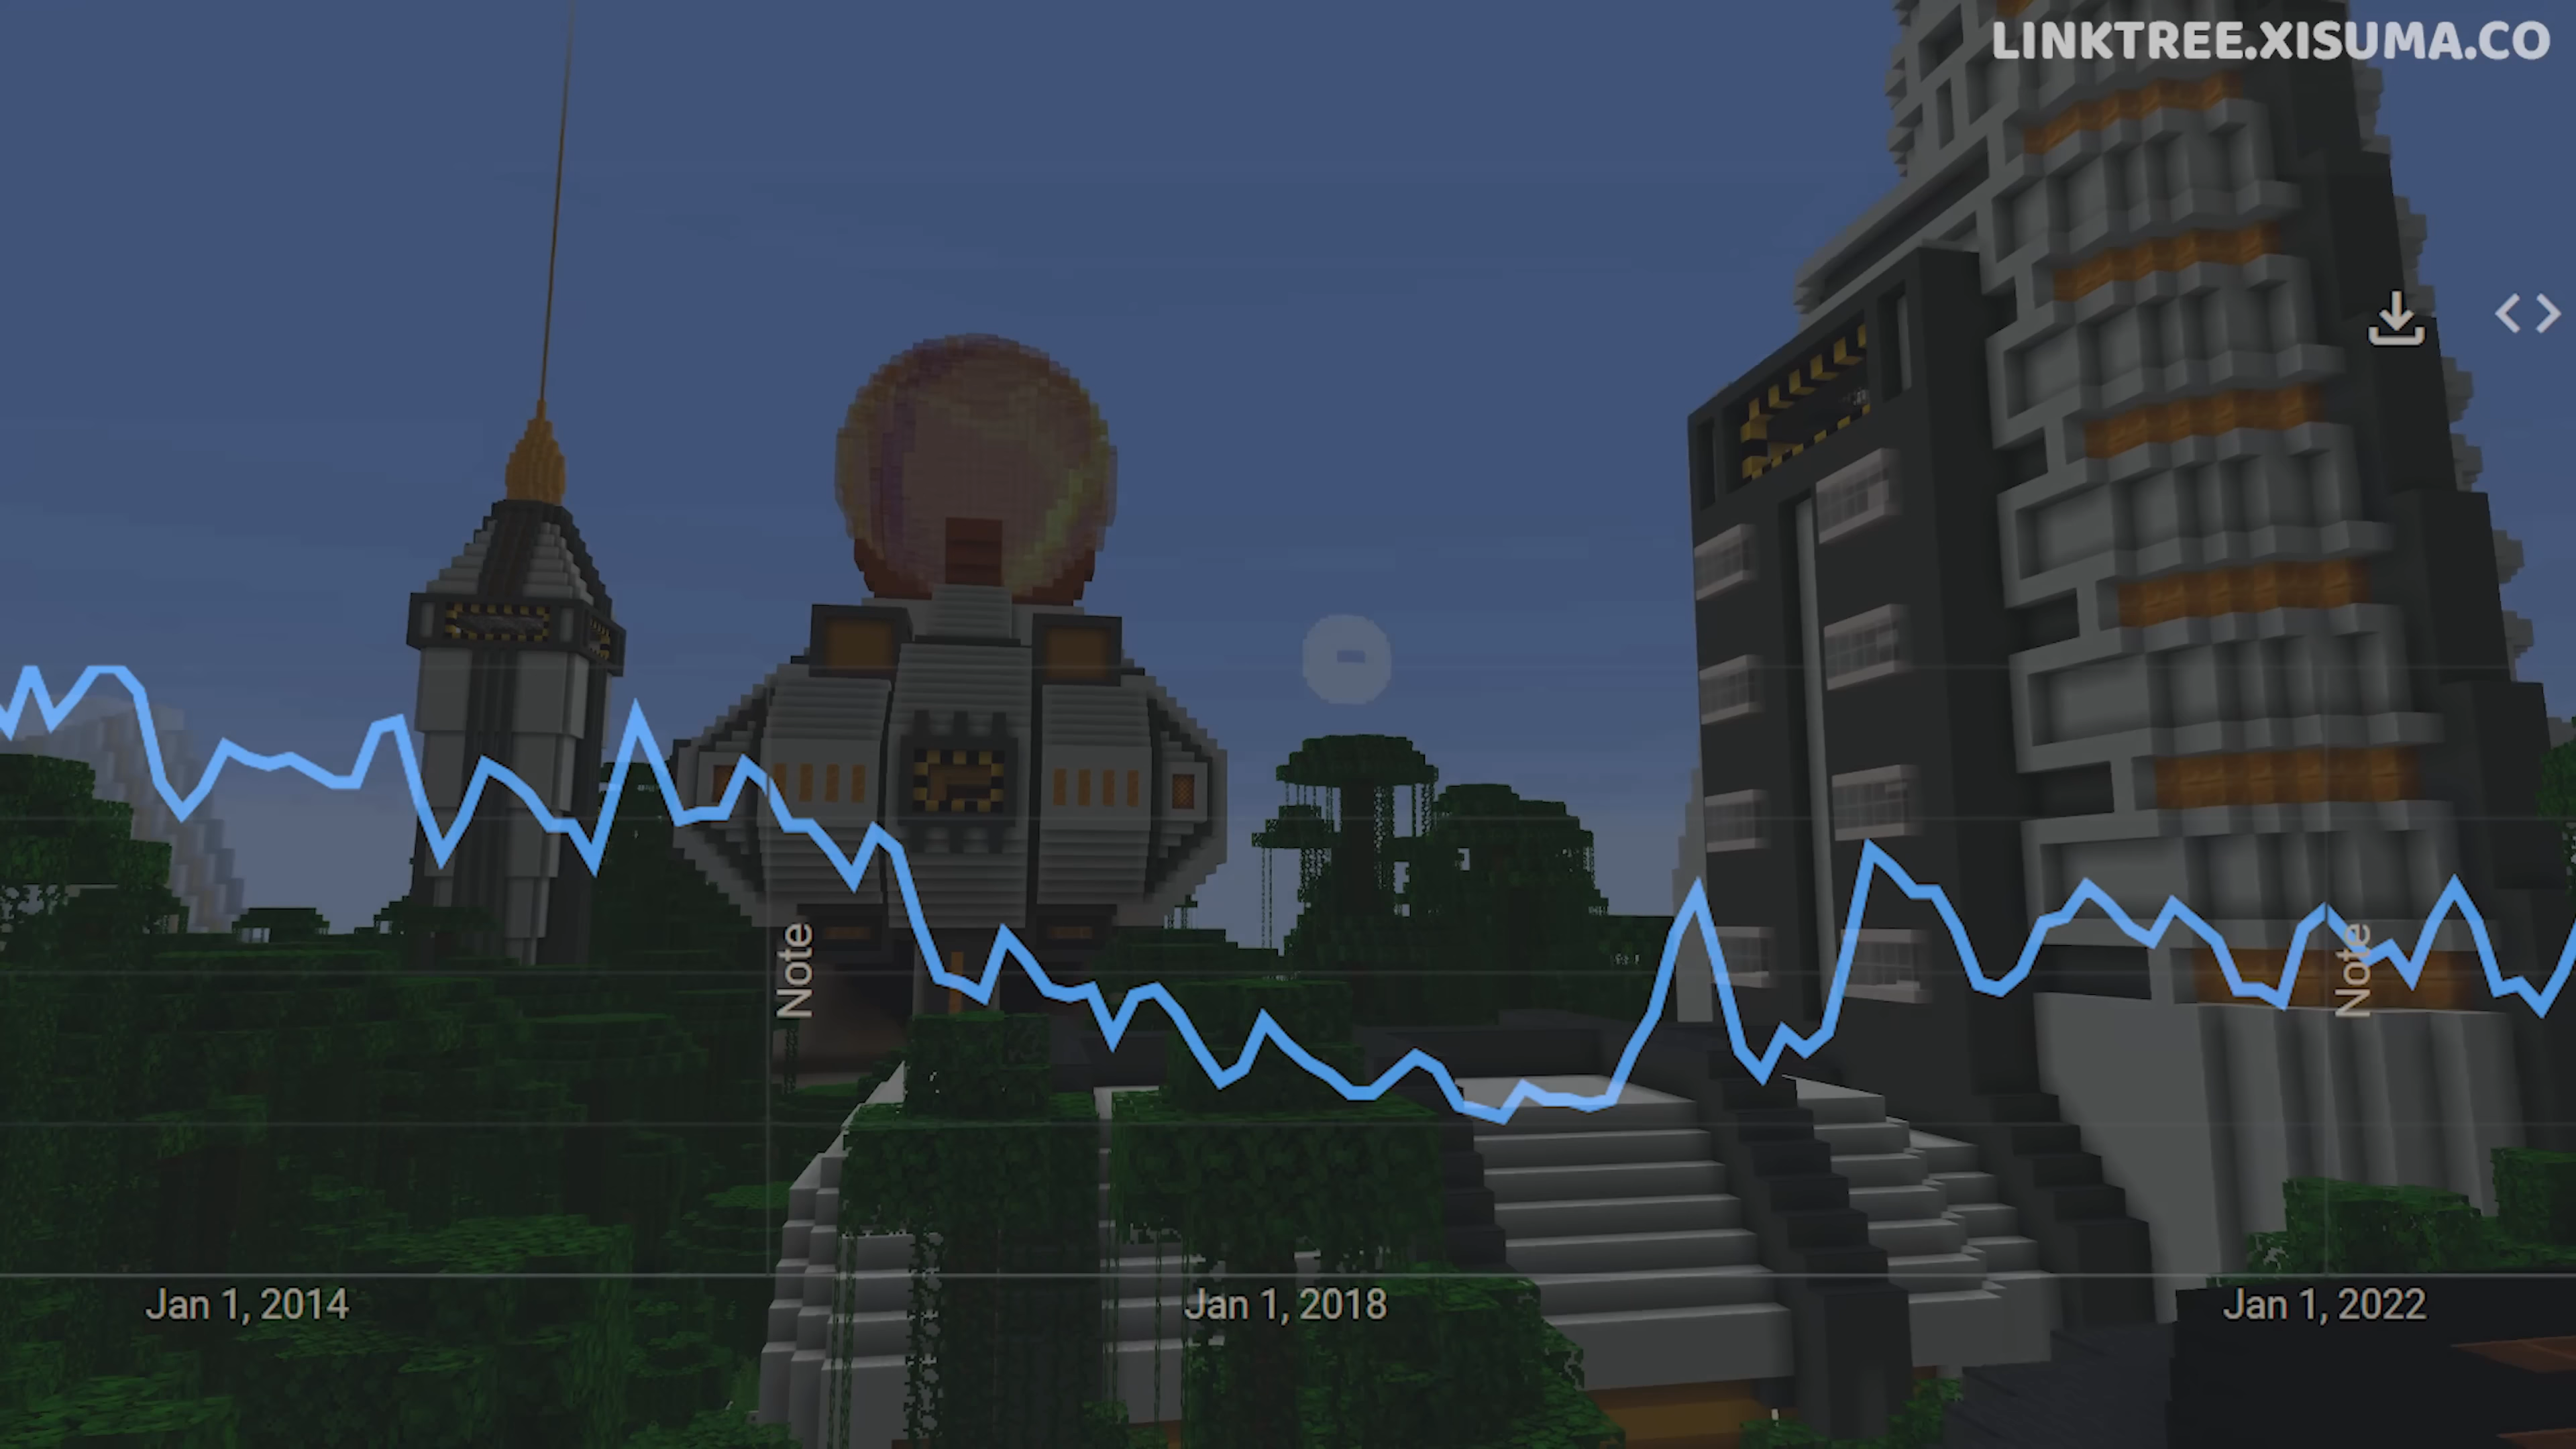 LINKTREE.XISUMA.CO
Note
Note
Jan 1, 2014
Jan 1, 2018
Jan 1, 2022